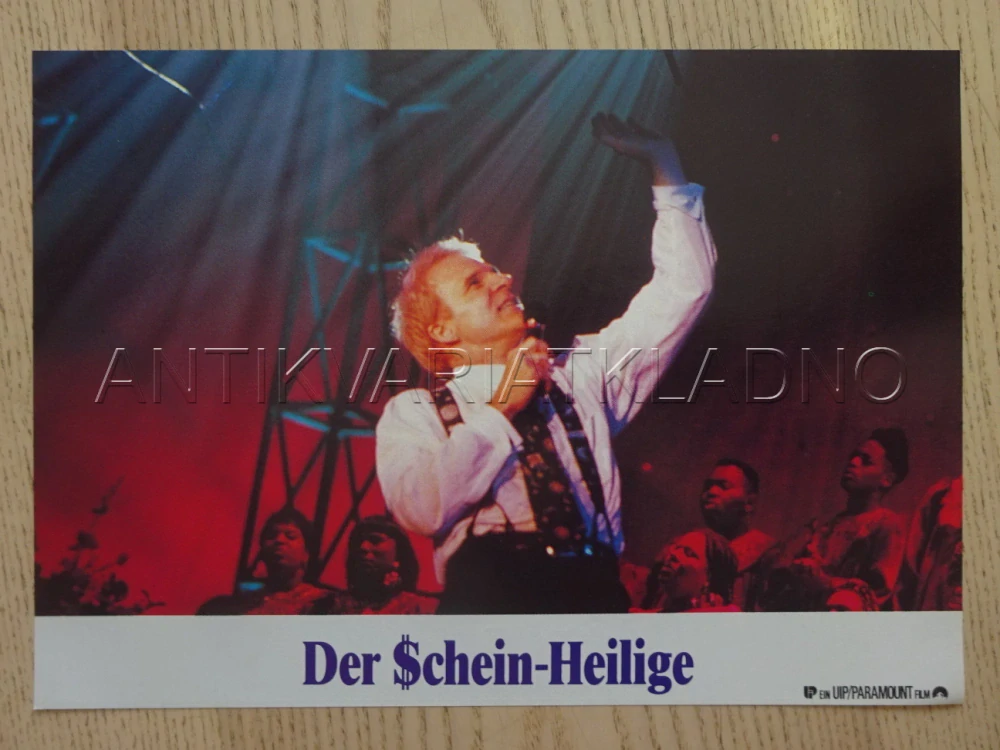 ANTIKVARIATKLADNO
Der $chein-Heilige
EIN UIP/PARAMOUNT FILM